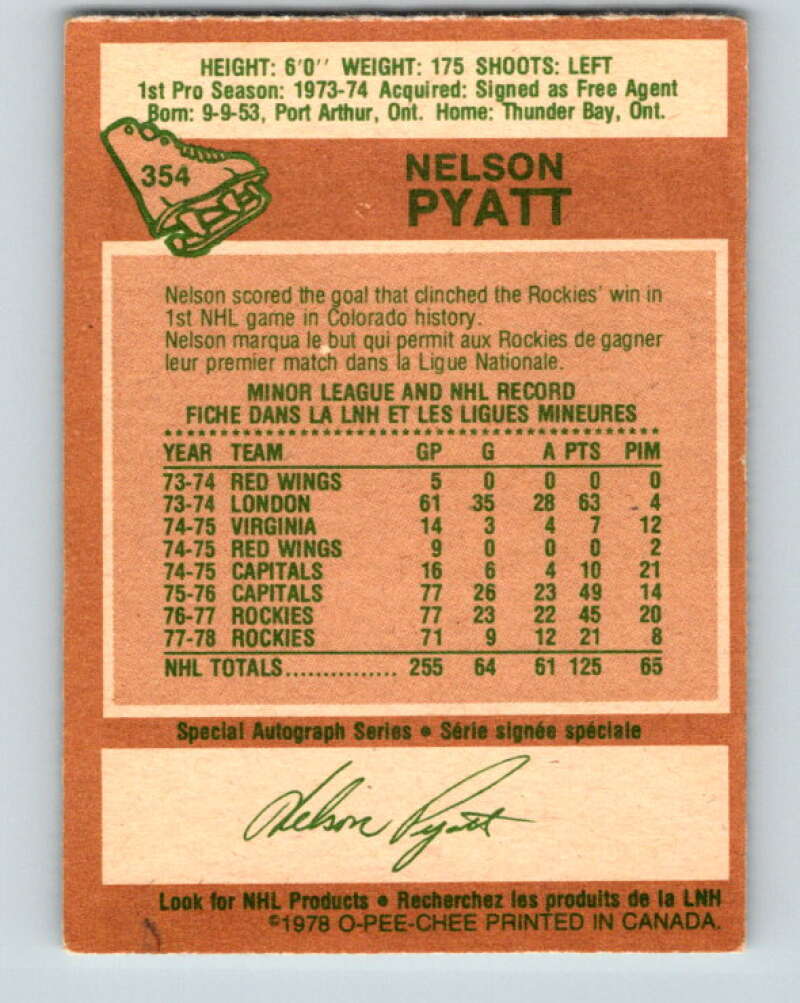 HEIGHT: 6'0'' WEIGHT: 175 SHOOTS: LEFT
1st Pro Season: 1973-74 Acquired: Signed as Free Agent
Born: 9-9-53, Port Arthur, Ont. Home: Thunder Bay, Ont.
354
NELSON
PYATT
Nelson scored the goal that clinched the Rockies' win in
1st NHL game in Colorado history.
Nelson marqua le but qui permit aux Rockies de gagner
leur premier match dans la Ligue Nationale.
MINOR LEAGUE AND NHL RECORD
FICHE DANS LA LNH ET LES LIGUES MINEURES
YEAR TEAM GP G A PTS PIM
73-74 RED WINGS 5 0 0 0 0
73-74 LONDON 61 35 28 63 4
74-75 VIRGINIA 14 3 4 7 12
74-75 RED WINGS 9 0 0 0 2
74-75 CAPITALS 16 6 4 10 21
75-76 CAPITALS 77 26 23 49 14
76-77 ROCKIES 77 23 22 45 20
77-78 ROCKIES 71 9 12 21 8
NHL TOTALS............... 255 64 61 125 65
Special Autograph Series • Série signée spéciale
Nelson Pyatt
Look for NHL Products • Recherchez les produits de la LNH
©1978 O-PEE-CHEE PRINTED IN CANADA.